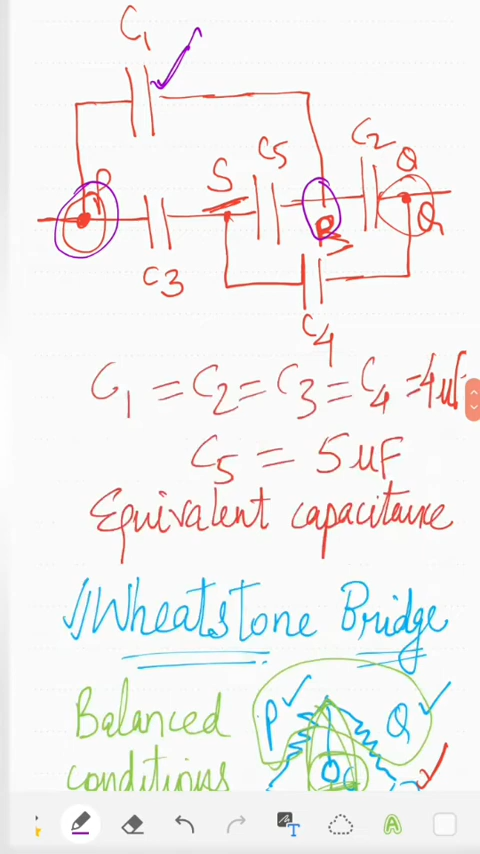 C1
P
S
C5
C2
Q
R
Q
C3
C4
C1 = C2 = C3 = C4 = 4uF
C5 = 5uF
Equivalent capacitance
Wheatstone Bridge
Balanced
conditions
P
Q
G
T
A